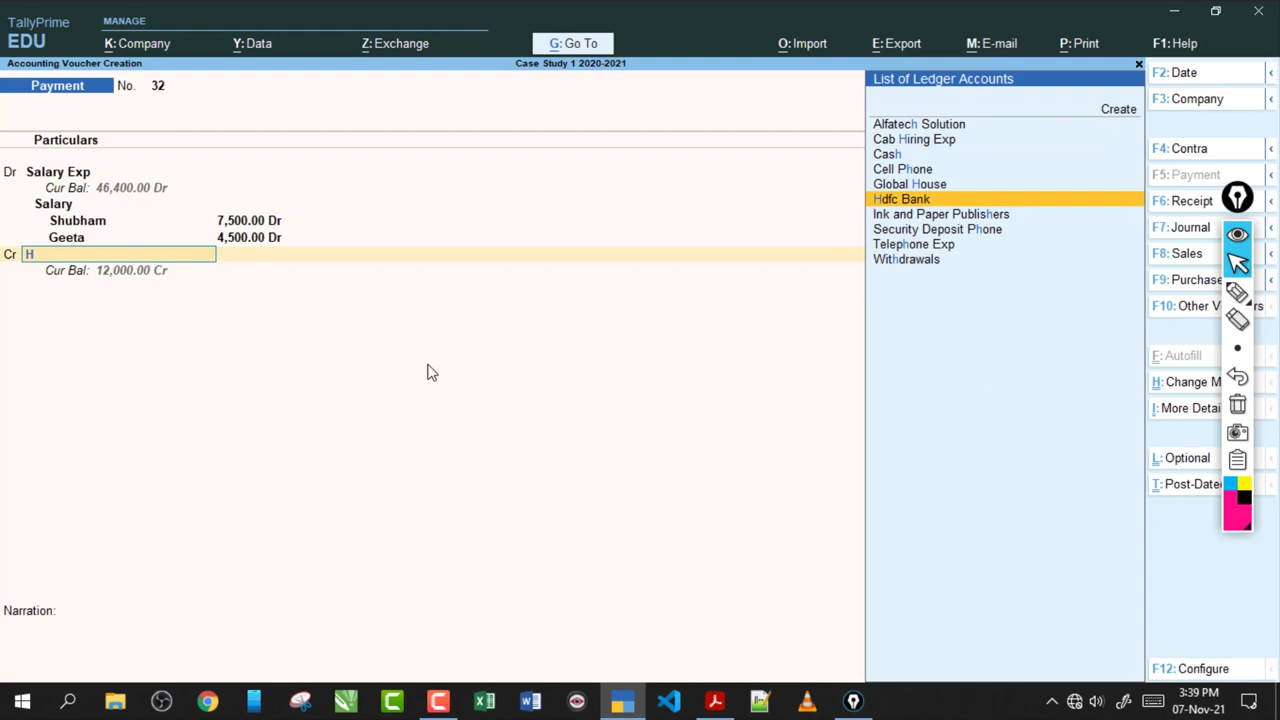 TallyPrime
EDU
MANAGE
K: Company
Y: Data
Z: Exchange
G: Go To
O: Import
E: Export
M: E-mail
P: Print
F1: Help
Accounting Voucher Creation
Case Study 1 2020-2021
Payment No. 32
Particulars
Dr Salary Exp
Cur Bal: 46,400.00 Dr
Salary
Shubham 7,500.00 Dr
Geeta 4,500.00 Dr
Cr H
Cur Bal: 12,000.00 Cr
Narration:
List of Ledger Accounts
Create
Alfatech Solution
Cab Hiring Exp
Cash
Cell Phone
Global House
Hdfc Bank
Ink and Paper Publishers
Security Deposit Phone
Telephone Exp
Withdrawals
F2: Date
F3: Company
F4: Contra
F5: Payment
F6: Receipt
F7: Journal
F8: Sales
F9: Purchase
F10: Other V rs
F: Autofill
H: Change M
I: More Detai
L: Optional
T: Post-Date
F12: Configure
3:39 PM
07-Nov-21